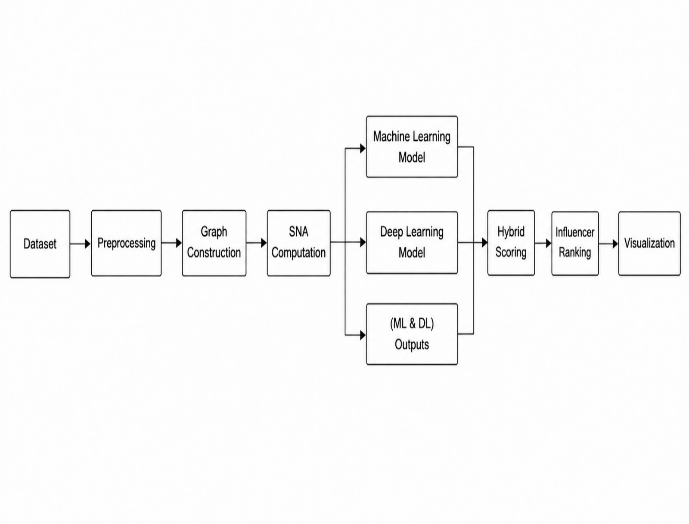 Dataset
Preprocessing
Graph
Construction
SNA
Computation
Machine Learning
Model
Deep Learning
Model
(ML & DL)
Outputs
Hybrid
Scoring
Influencer
Ranking
Visualization